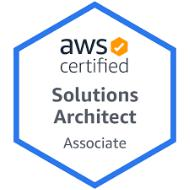 aws
certified
Solutions
Architect
Associate